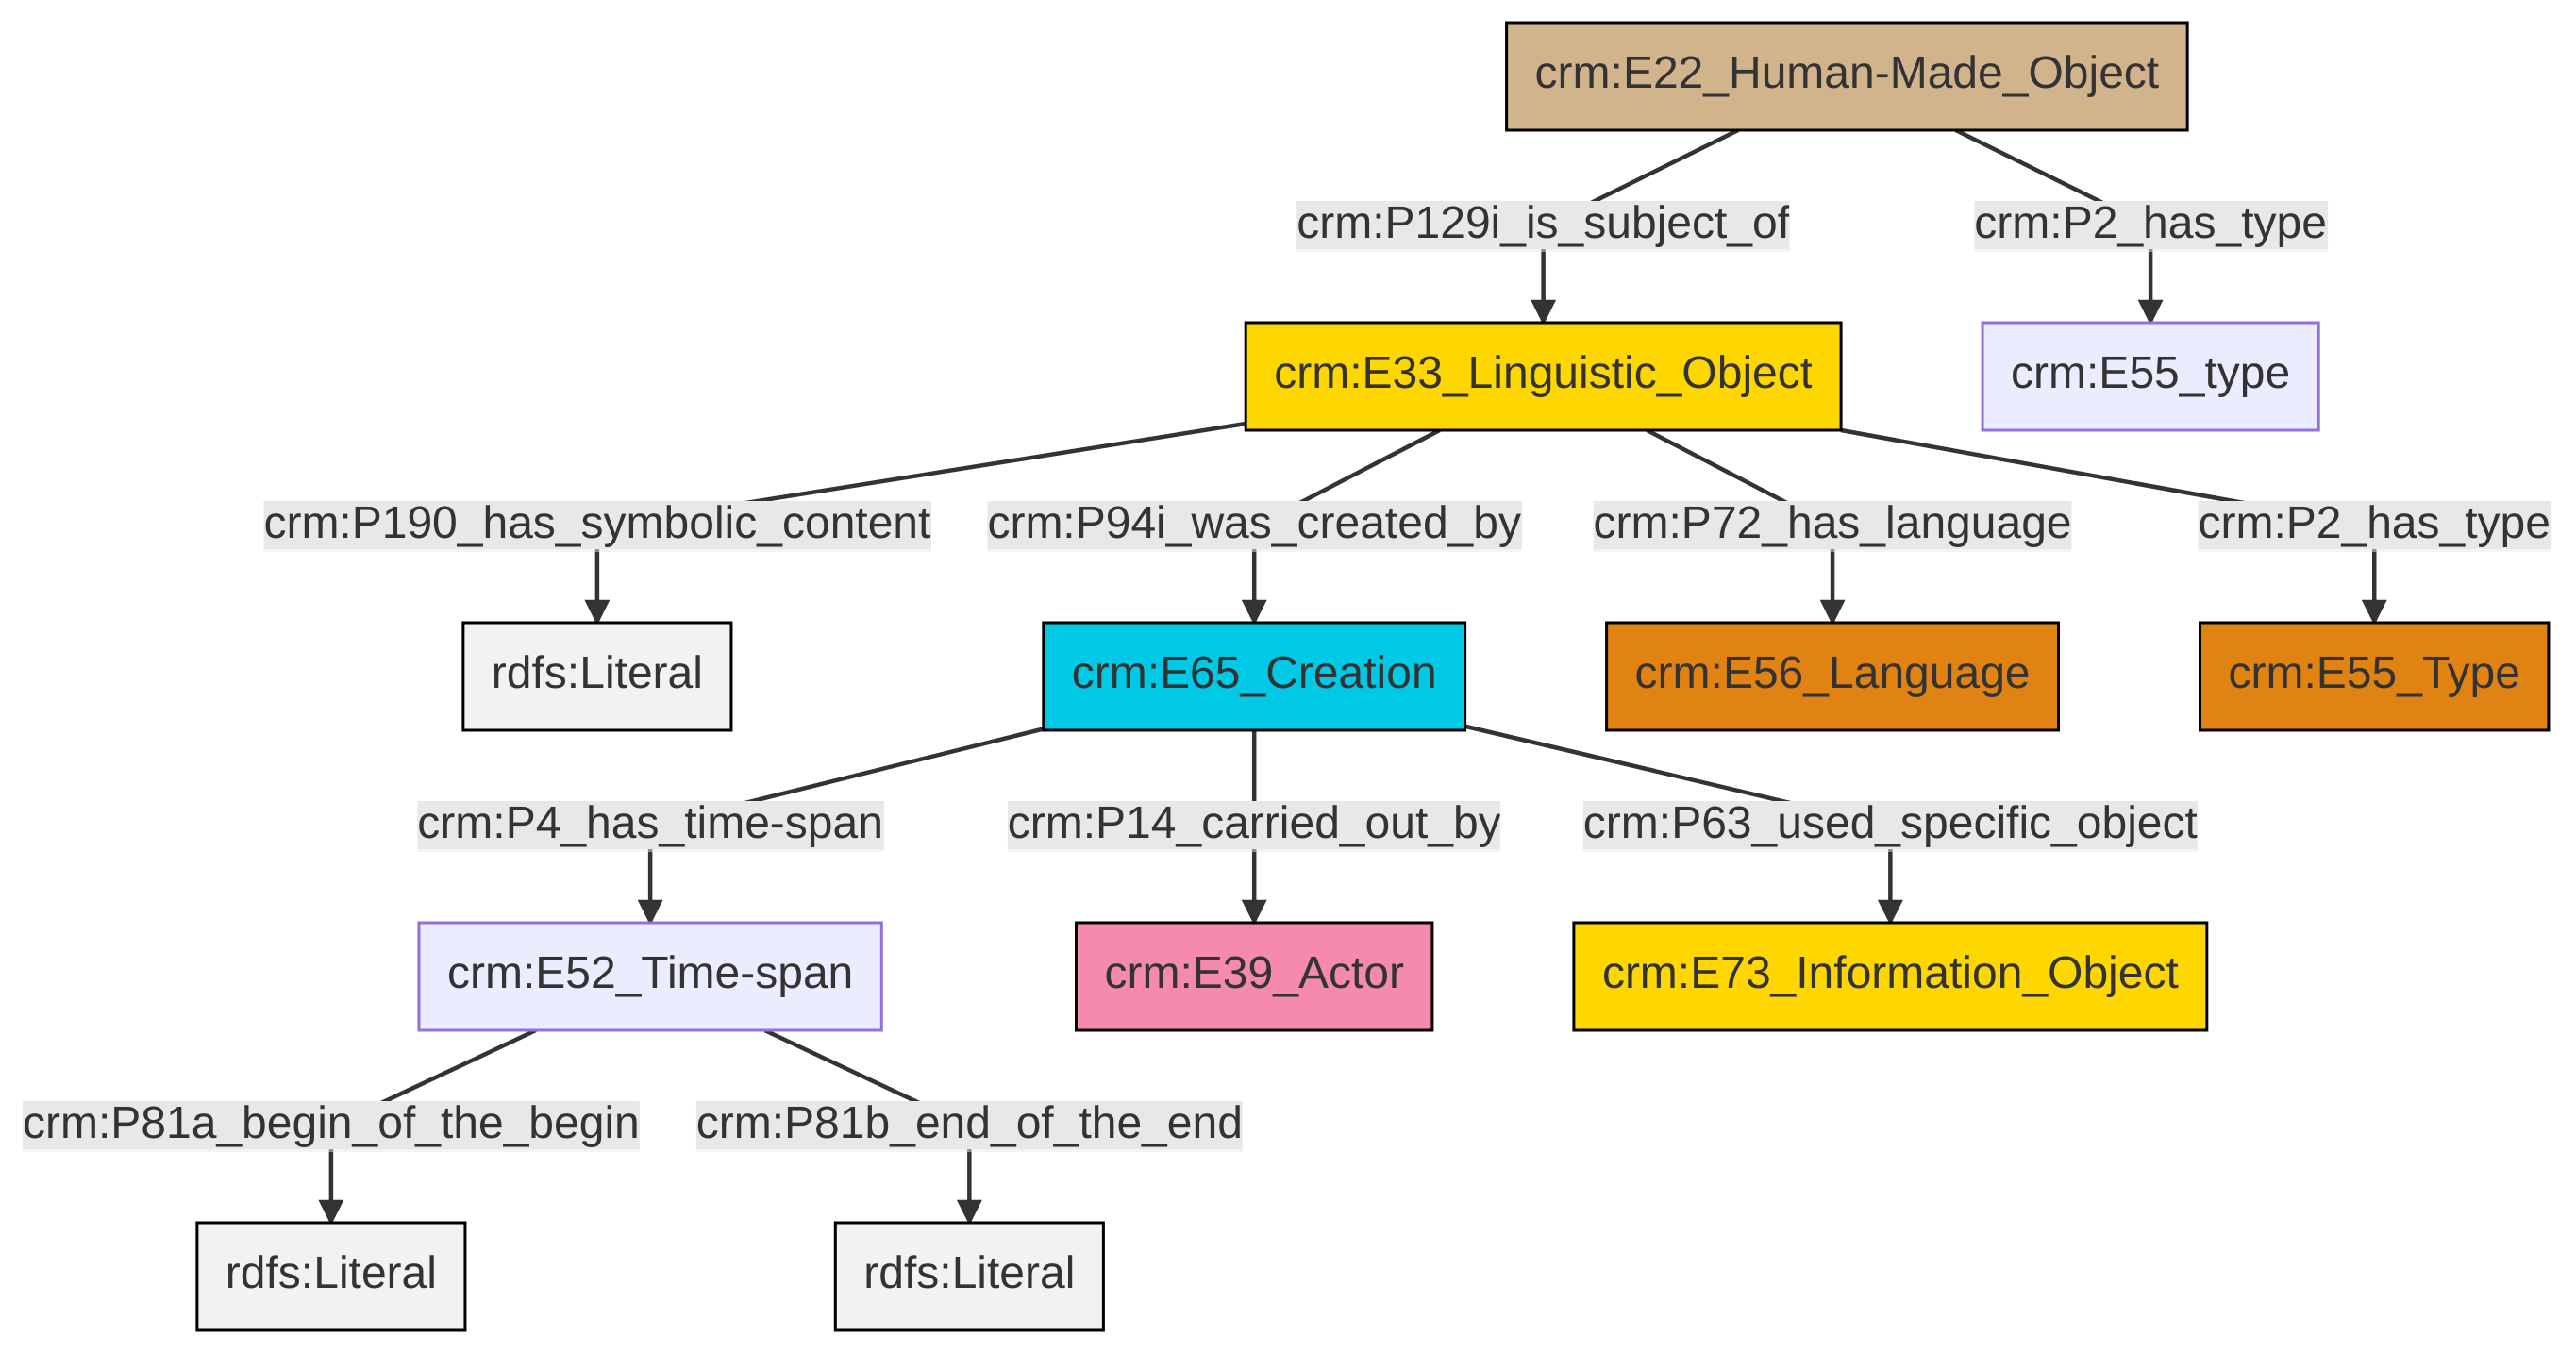 crm:E22_Human-Made_Object
crm:P129i_is_subject_of
crm:P2_has_type
crm:E33_Linguistic_Object
crm:E55_type
crm:P190_has_symbolic_content
crm:P94i_was_created_by
crm:P72_has_language
crm:P2_has_type
rdfs:Literal
crm:E65_Creation
crm:E56_Language
crm:E55_Type
crm:P4_has_time-span
crm:P14_carried_out_by
crm:P63_used_specific_object
crm:E52_Time-span
crm:E39_Actor
crm:E73_Information_Object
crm:P81a_begin_of_the_begin
crm:P81b_end_of_the_end
rdfs:Literal
rdfs:Literal